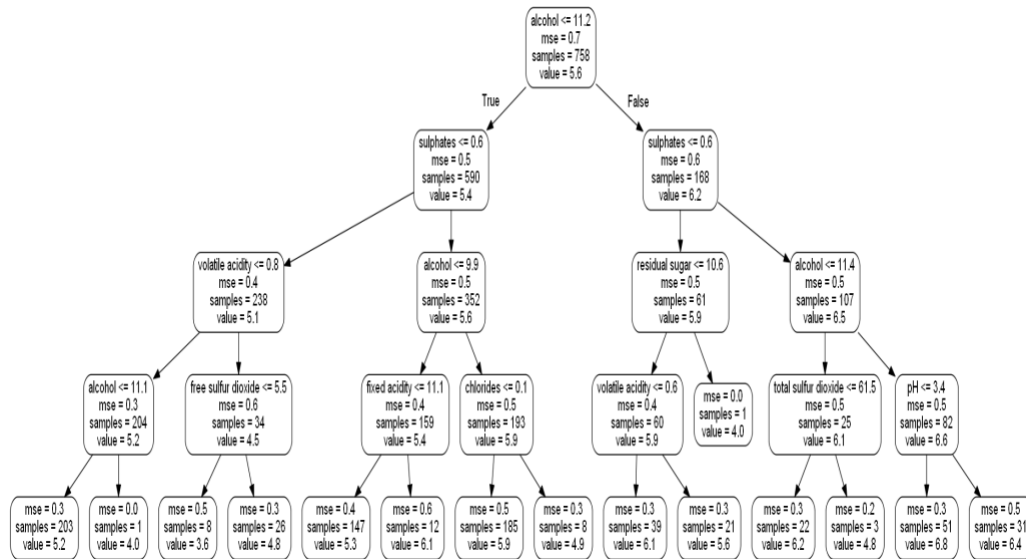 alcohol <= 11.2
mse = 0.7
samples = 758
value = 5.6
True
False
sulphates <= 0.6
mse = 0.5
samples = 590
value = 5.4
sulphates <= 0.6
mse = 0.6
samples = 168
value = 6.2
volatile acidity <= 0.8
mse = 0.4
samples = 238
value = 5.1
alcohol <= 9.9
mse = 0.5
samples = 352
value = 5.6
residual sugar <= 10.6
mse = 0.5
samples = 61
value = 5.9
alcohol <= 11.4
mse = 0.5
samples = 107
value = 6.5
alcohol <= 11.1
mse = 0.3
samples = 204
value = 5.2
free sulfur dioxide <= 5.5
mse = 0.6
samples = 34
value = 4.5
fixed acidity <= 11.1
mse = 0.4
samples = 159
value = 5.4
chlorides <= 0.1
mse = 0.5
samples = 193
value = 5.9
volatile acidity <= 0.6
mse = 0.4
samples = 60
value = 5.9
mse = 0.0
samples = 1
value = 4.0
total sulfur dioxide <= 61.5
mse = 0.5
samples = 25
value = 6.1
pH <= 3.4
mse = 0.5
samples = 82
value = 6.6
mse = 0.3
samples = 203
value = 5.2
mse = 0.0
samples = 1
value = 4.0
mse = 0.5
samples = 8
value = 3.6
mse = 0.3
samples = 26
value = 4.8
mse = 0.4
samples = 147
value = 5.3
mse = 0.6
samples = 12
value = 6.1
mse = 0.5
samples = 185
value = 5.9
mse = 0.3
samples = 8
value = 4.9
mse = 0.3
samples = 39
value = 6.1
mse = 0.3
samples = 21
value = 5.6
mse = 0.3
samples = 22
value = 6.2
mse = 0.2
samples = 3
value = 4.8
mse = 0.3
samples = 51
value = 6.8
mse = 0.5
samples = 31
value = 6.4